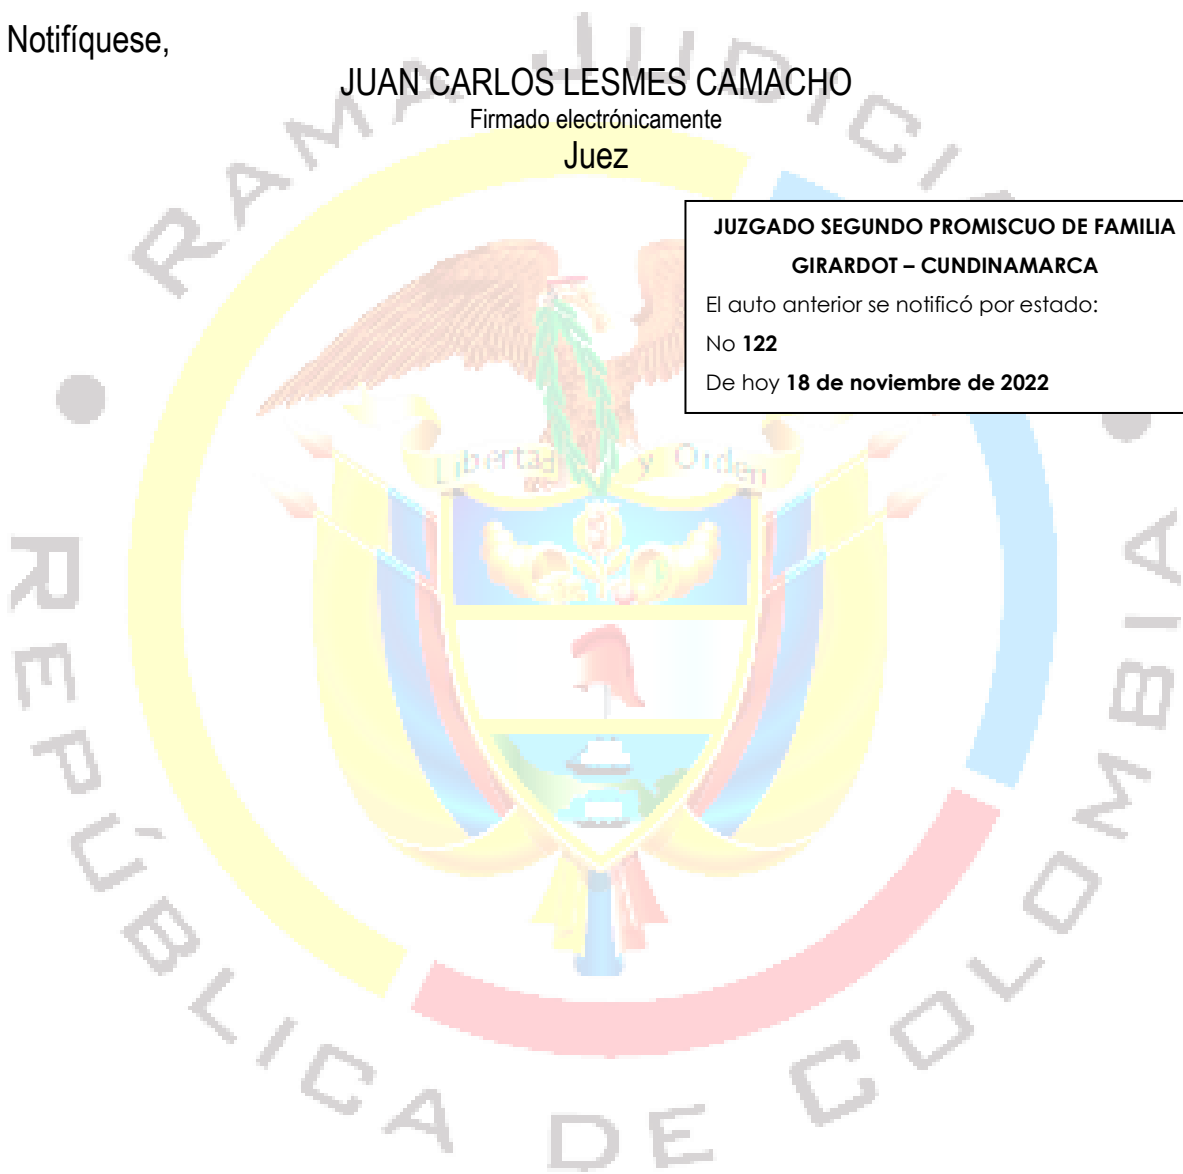 Notifíquese,
JUAN CARLOS LESMES CAMACHO
Firmado electrónicamente
Juez
JUZGADO SEGUNDO PROMISCUO DE FAMILIA
GIRARDOT – CUNDINAMARCA
El auto anterior se notificó por estado:
No 122
De hoy 18 de noviembre de 2022
RAMA JUDICIA
Libertad y Orden
REPÚBLICA DE COLOMBIA